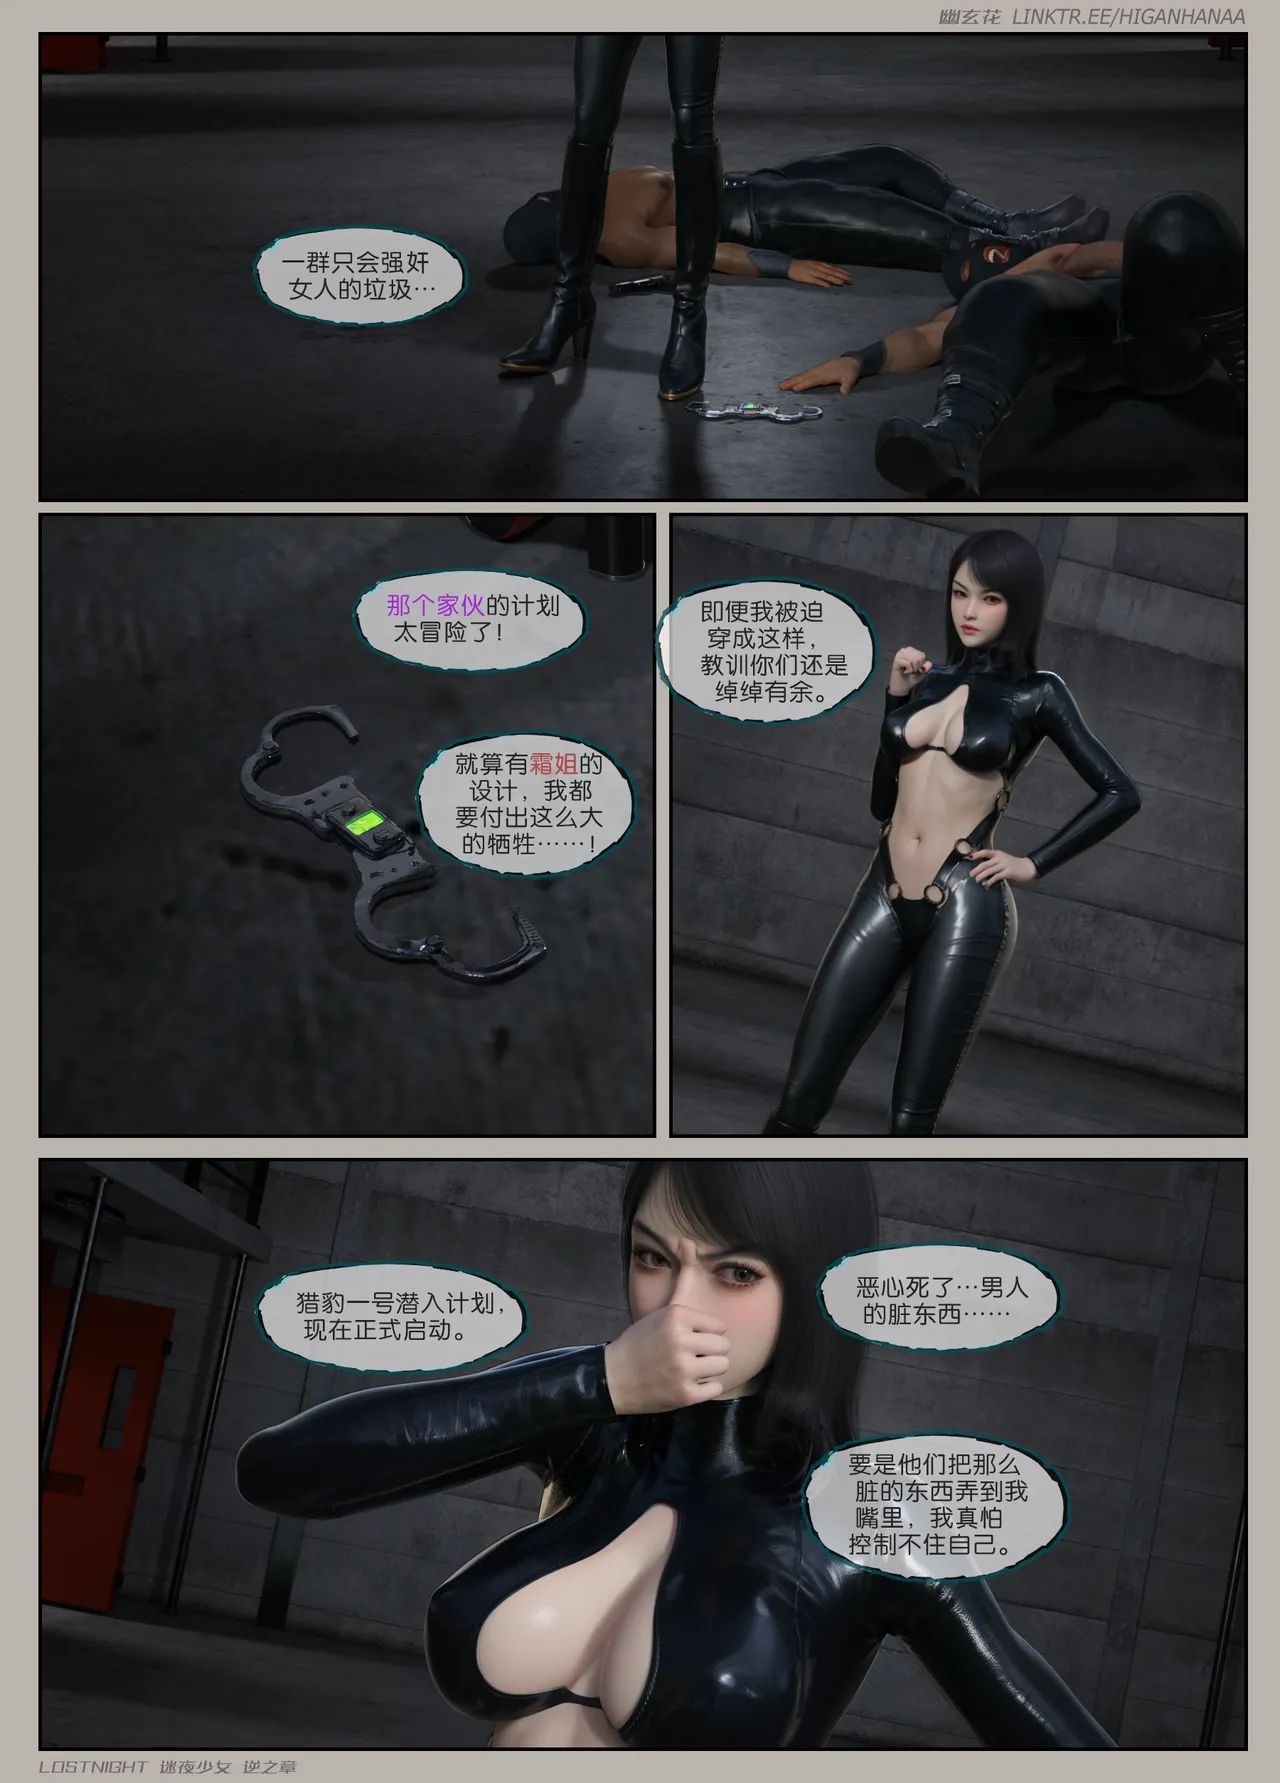 幽玄花 LINKTR.EE/HIGANHANAA
一群只会强奸
女人的垃圾…
那个家伙的计划
太冒险了！
就算有霜姐的
设计，我都
要付出这么大
的牺牲……！
即便我被迫
穿成这样，
教训你们还是
绰绰有余。
猎豹一号潜入计划，
现在正式启动。
恶心死了…男人
的脏东西……
要是他们把那么
脏的东西弄到我
嘴里，我真怕
控制不住自己。
LOSTNIGHT 迷夜少女 逆之章